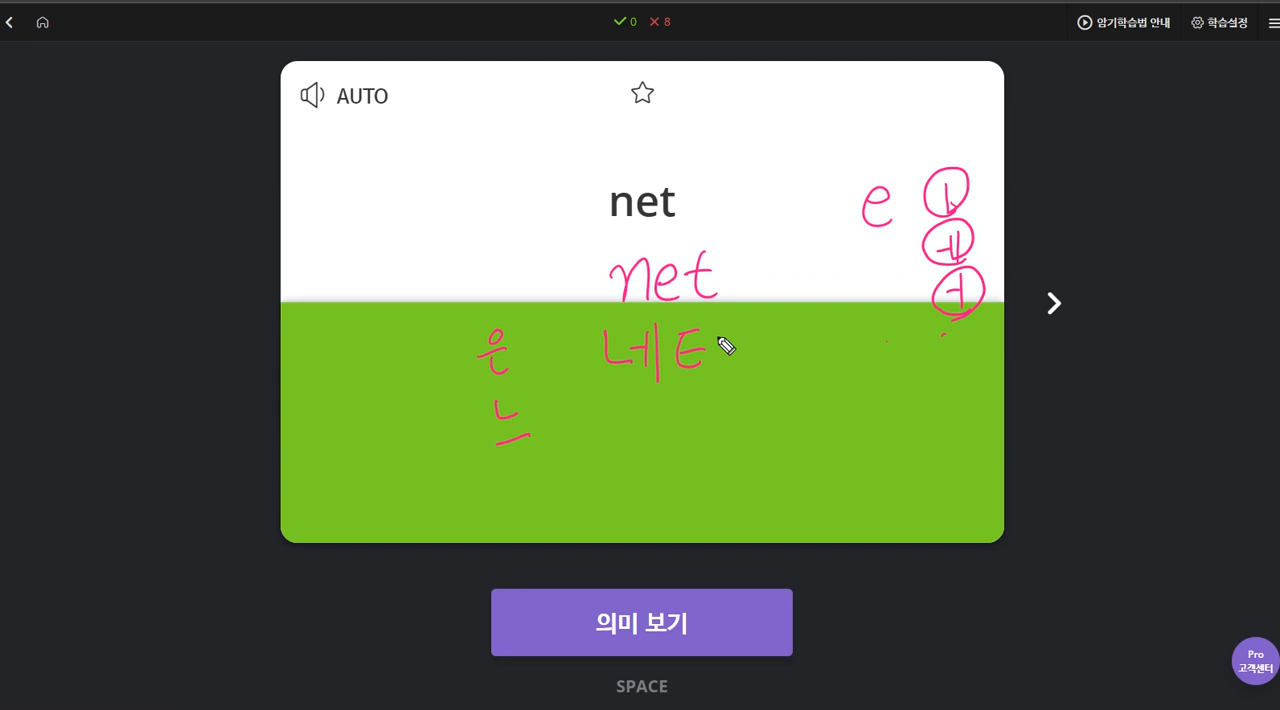 0 8 암기학습법 안내 학습설정
AUTO
net
e ㅏ
net ㅔ
ㅓ
은 네ㅌ
느
의미 보기
SPACE
Pro
고객센터